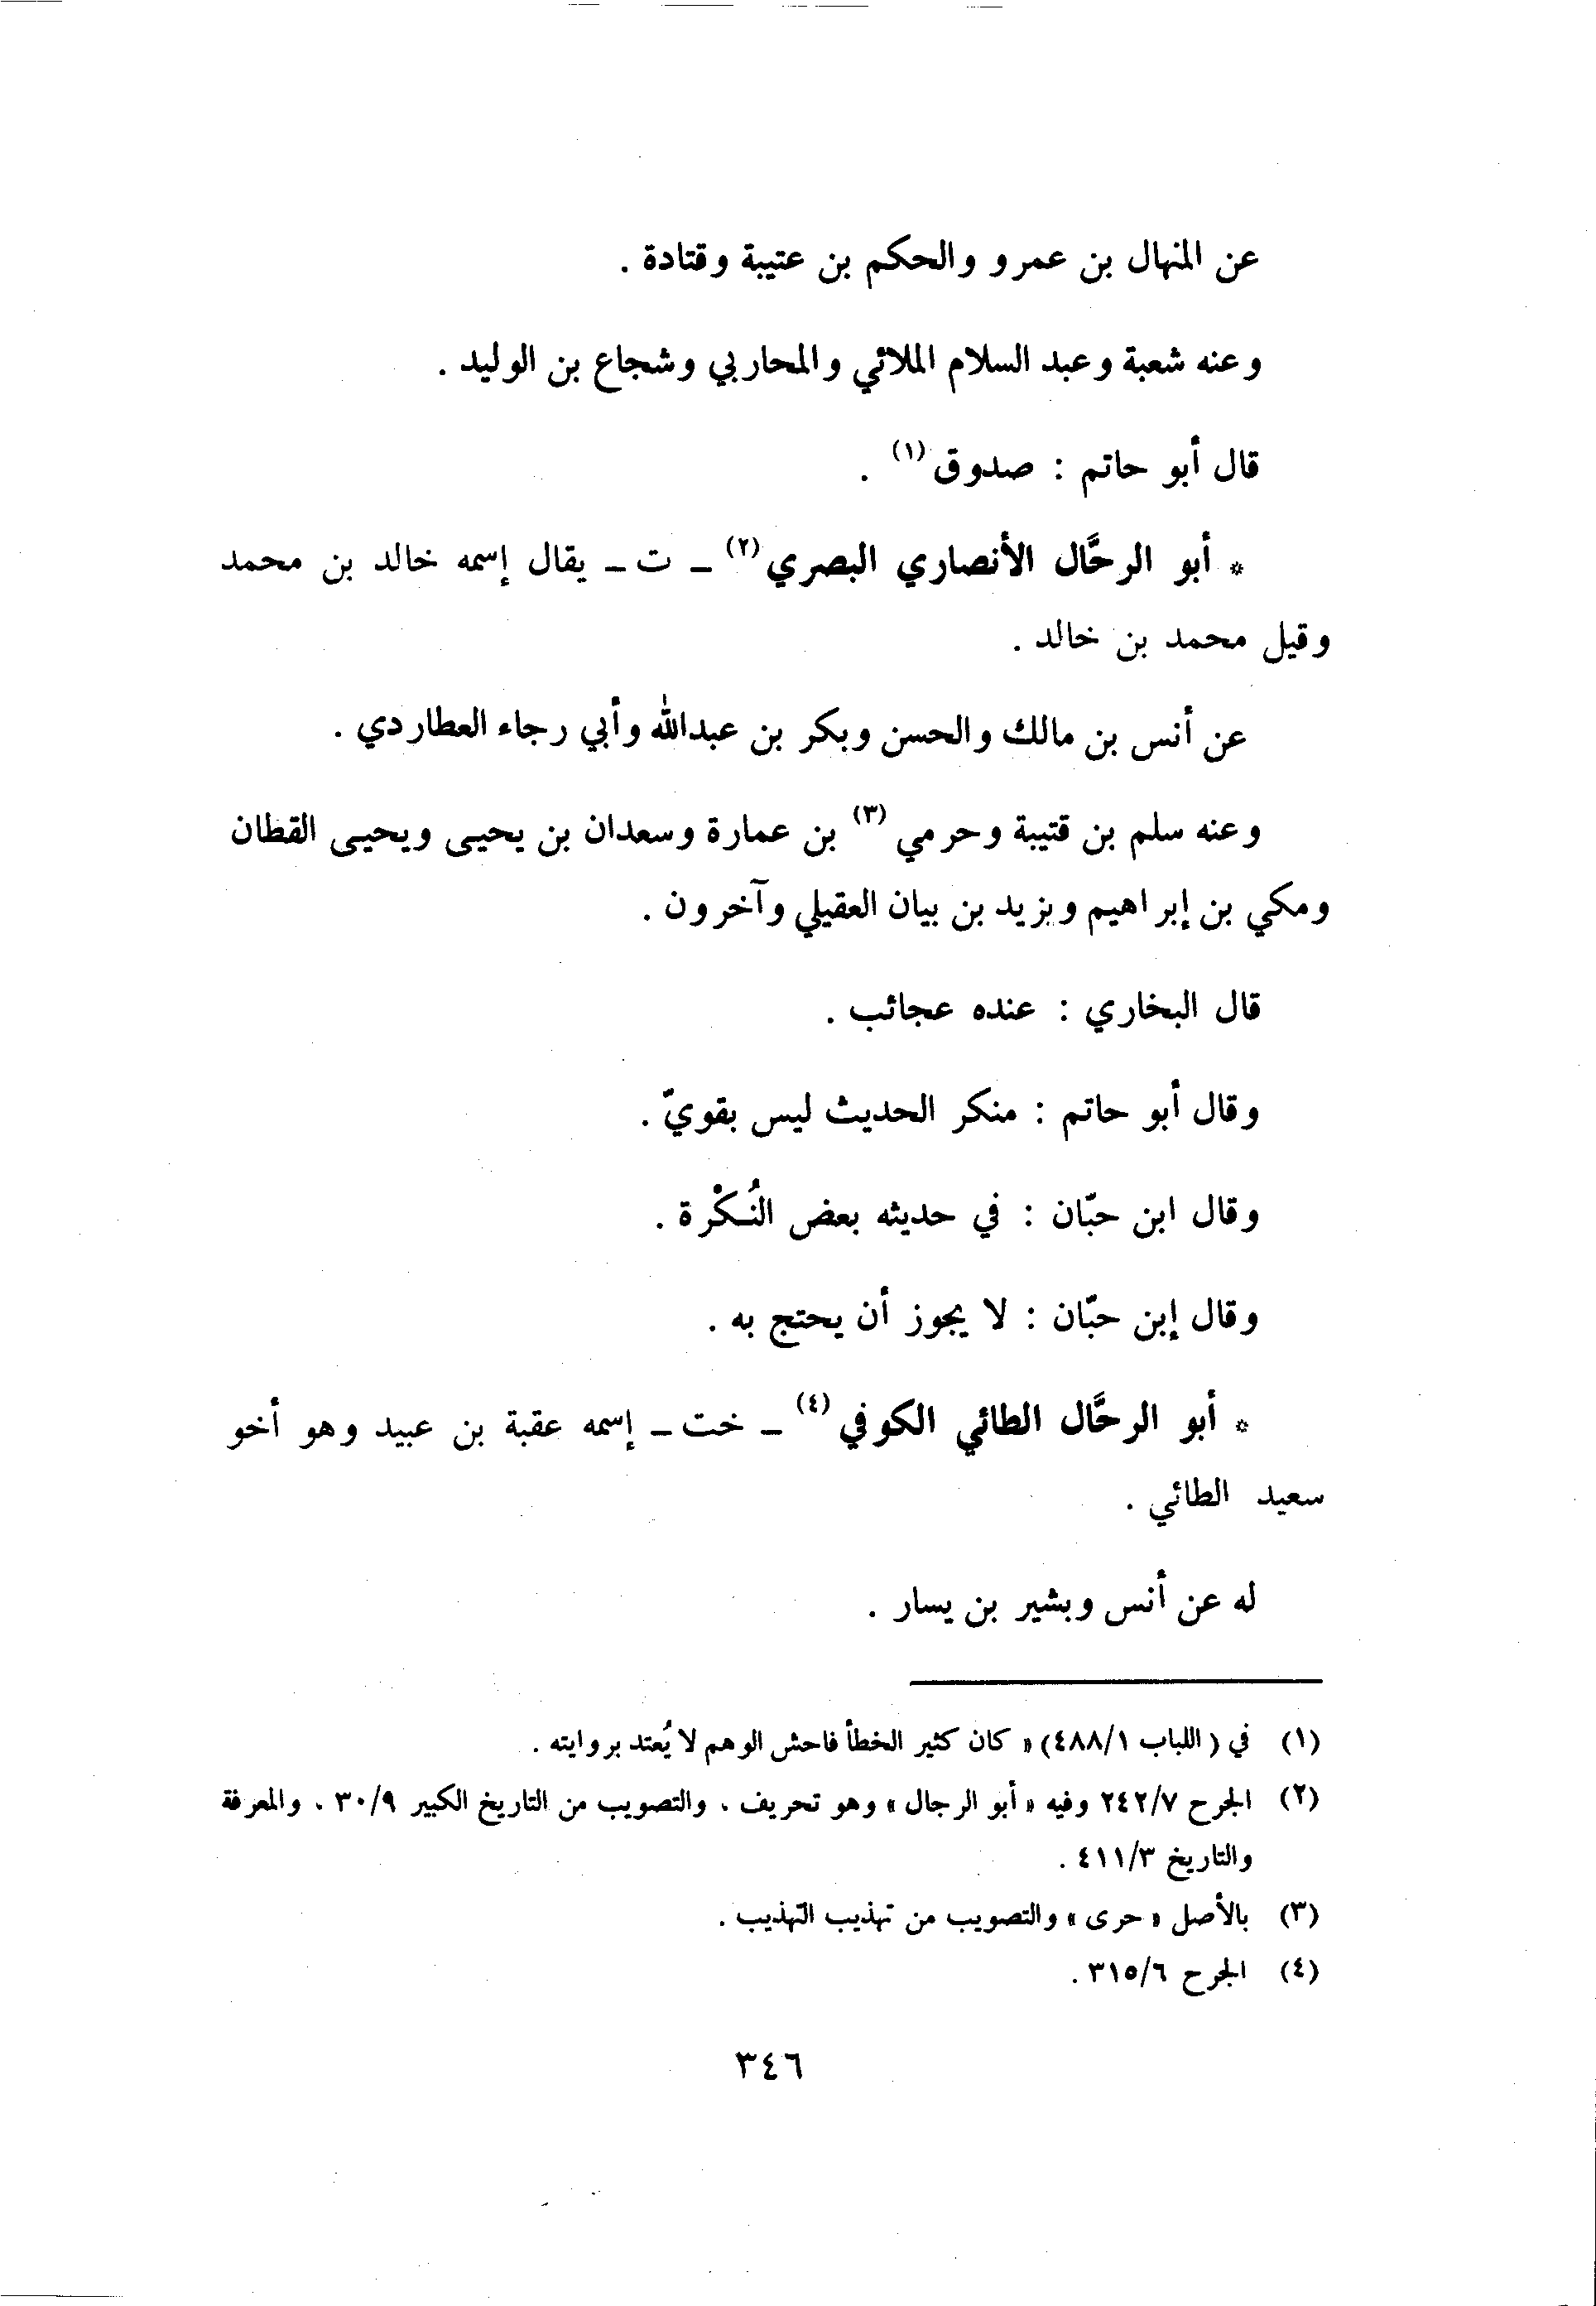 عن المنهال بن عمرو والحكم بن عتيبة وقتادة .
وعنه شعبة وعبد السلام الملائي والمحاربي وشجاع بن الوليد .
قال أبو حاتم : صدوق (١) .
* أبو الرحَّال الأنصاري البصري (٢) ـ ت ـ يقال إسمه خالد بن محمد
وقيل محمد بن خالد .
عن أنس بن مالك والحسن وبكر بن عبدالله وأبي رجاء العطاردي .
وعنه سلم بن قتيبة وحرمي (٣) بن عمارة وسعدان بن يحيى ويحيى القطان
ومكي بن إبراهيم ويزيد بن بيان العقيلي وآخرون .
قال البخاري : عنده عجائب .
وقال أبو حاتم : منكر الحديث ليس بقويّ .
وقال ابن حبّان : في حديثه بعض النُكْرة .
وقال إبن حبّان : لا يجوز أن يحتج به .
* أبو الرحَّال الطائي الكوفي (٤) ـ خت ـ إسمه عقبة بن عبيد وهو أخو
سعيد الطائي .
له عن أنس وبشير بن يسار .
(١) في ( اللباب ٤٨٨/١) « كان كثير الخطأ فاحش الوهم لا يُعتد بروايته .
(٢) الجرح ٢٤٢/٧ وفيه « أبو الرجال » وهو تحريف . والتصويب من التاريخ الكبير ٣٠/٩ . والمعرفة
والتاريخ ٤١١/٣ .
(٣) بالأصل « حرى » والتصويب من تهذيب التهذيب .
(٤) الجرح ٣١٥/٦ .
٣٤٦